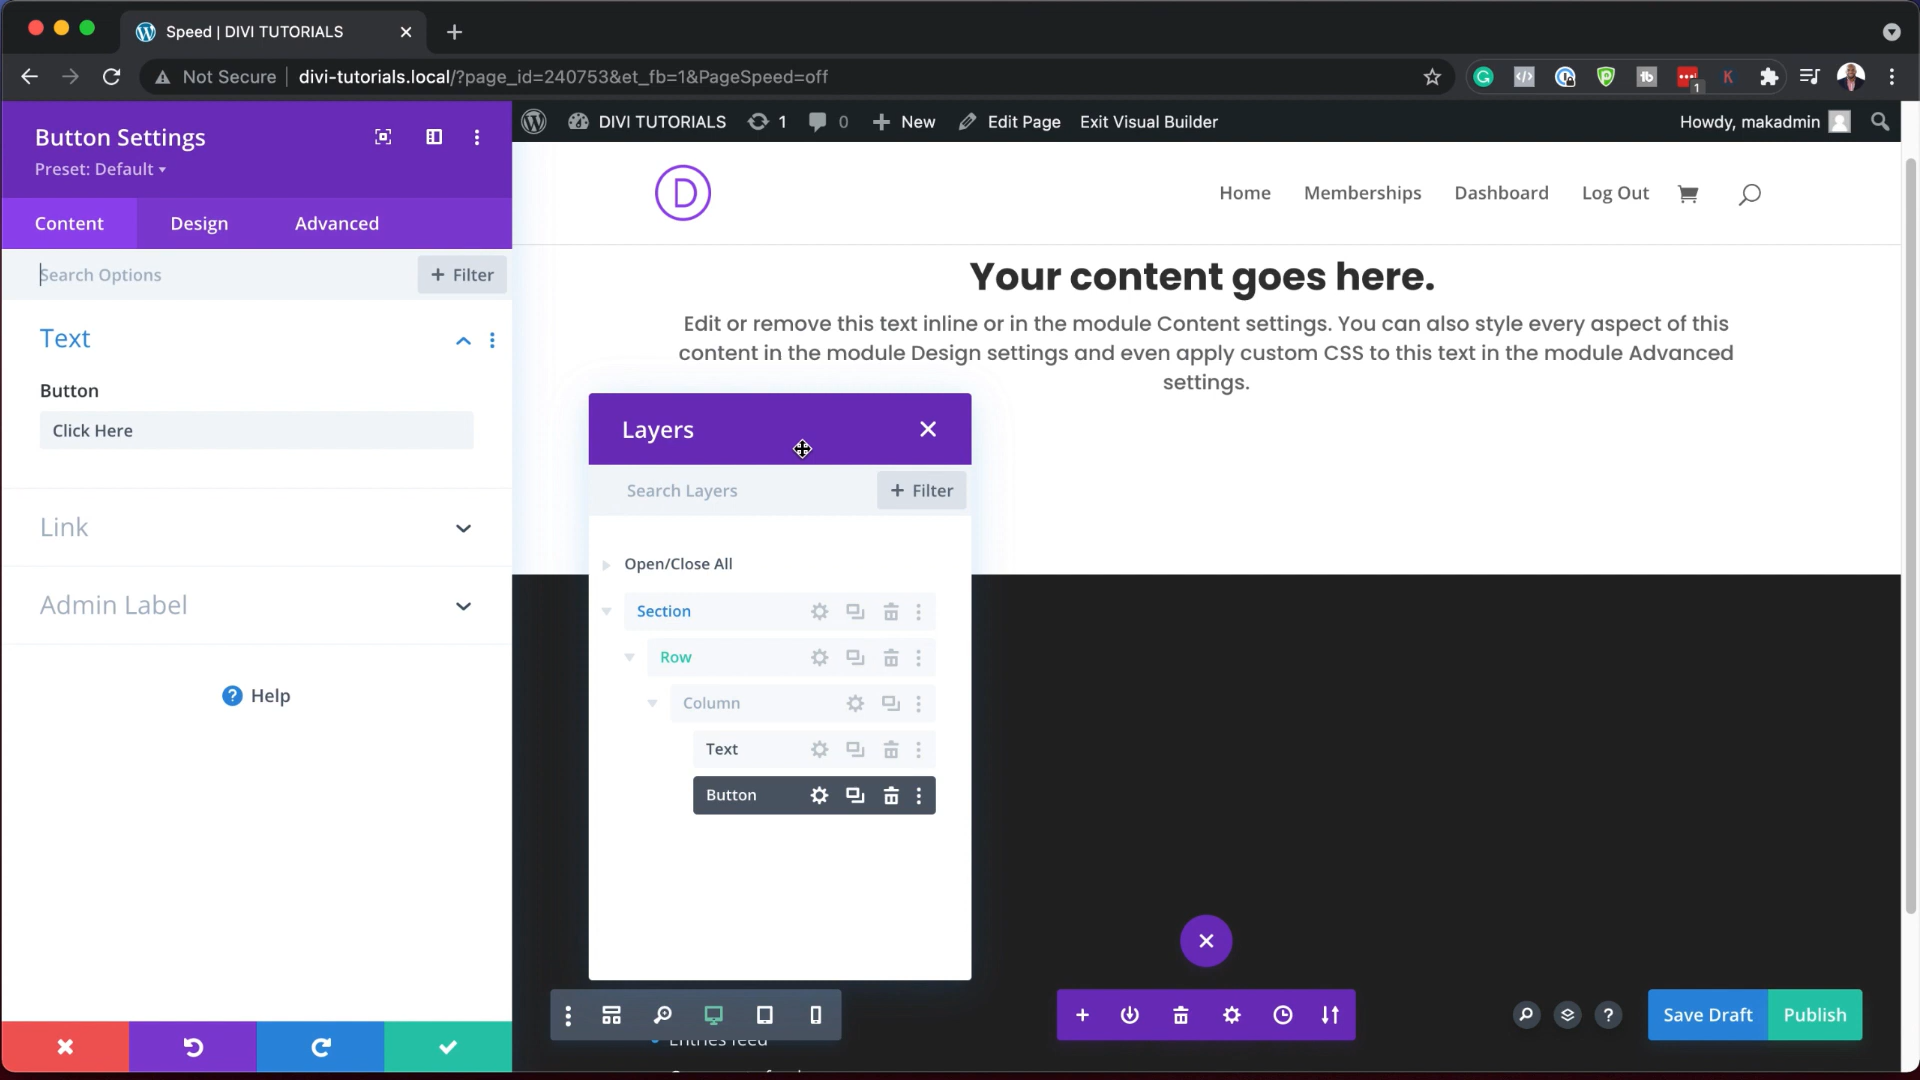 Speed | DIVI TUTORIALS
Not Secure
divi-tutorials.local/?page_id=240753&et_fb=1&PageSpeed=off
Button Settings
Preset: Default
Content
Design
Advanced
Search Options
+ Filter
Text
Button
Click Here
Link
Admin Label
? Help
DIVI TUTORIALS
1
0
+ New
Edit Page
Exit Visual Builder
Howdy, makadmin
D
Home
Memberships
Dashboard
Log Out
Your content goes here.
Edit or remove this text inline or in the module Content settings. You can also style every aspect of this
content in the module Design settings and even apply custom CSS to this text in the module Advanced
settings.
Layers
Search Layers
+ Filter
Open/Close All
Section
Row
Column
Text
Button
Entries feed
?
Save Draft
Publish